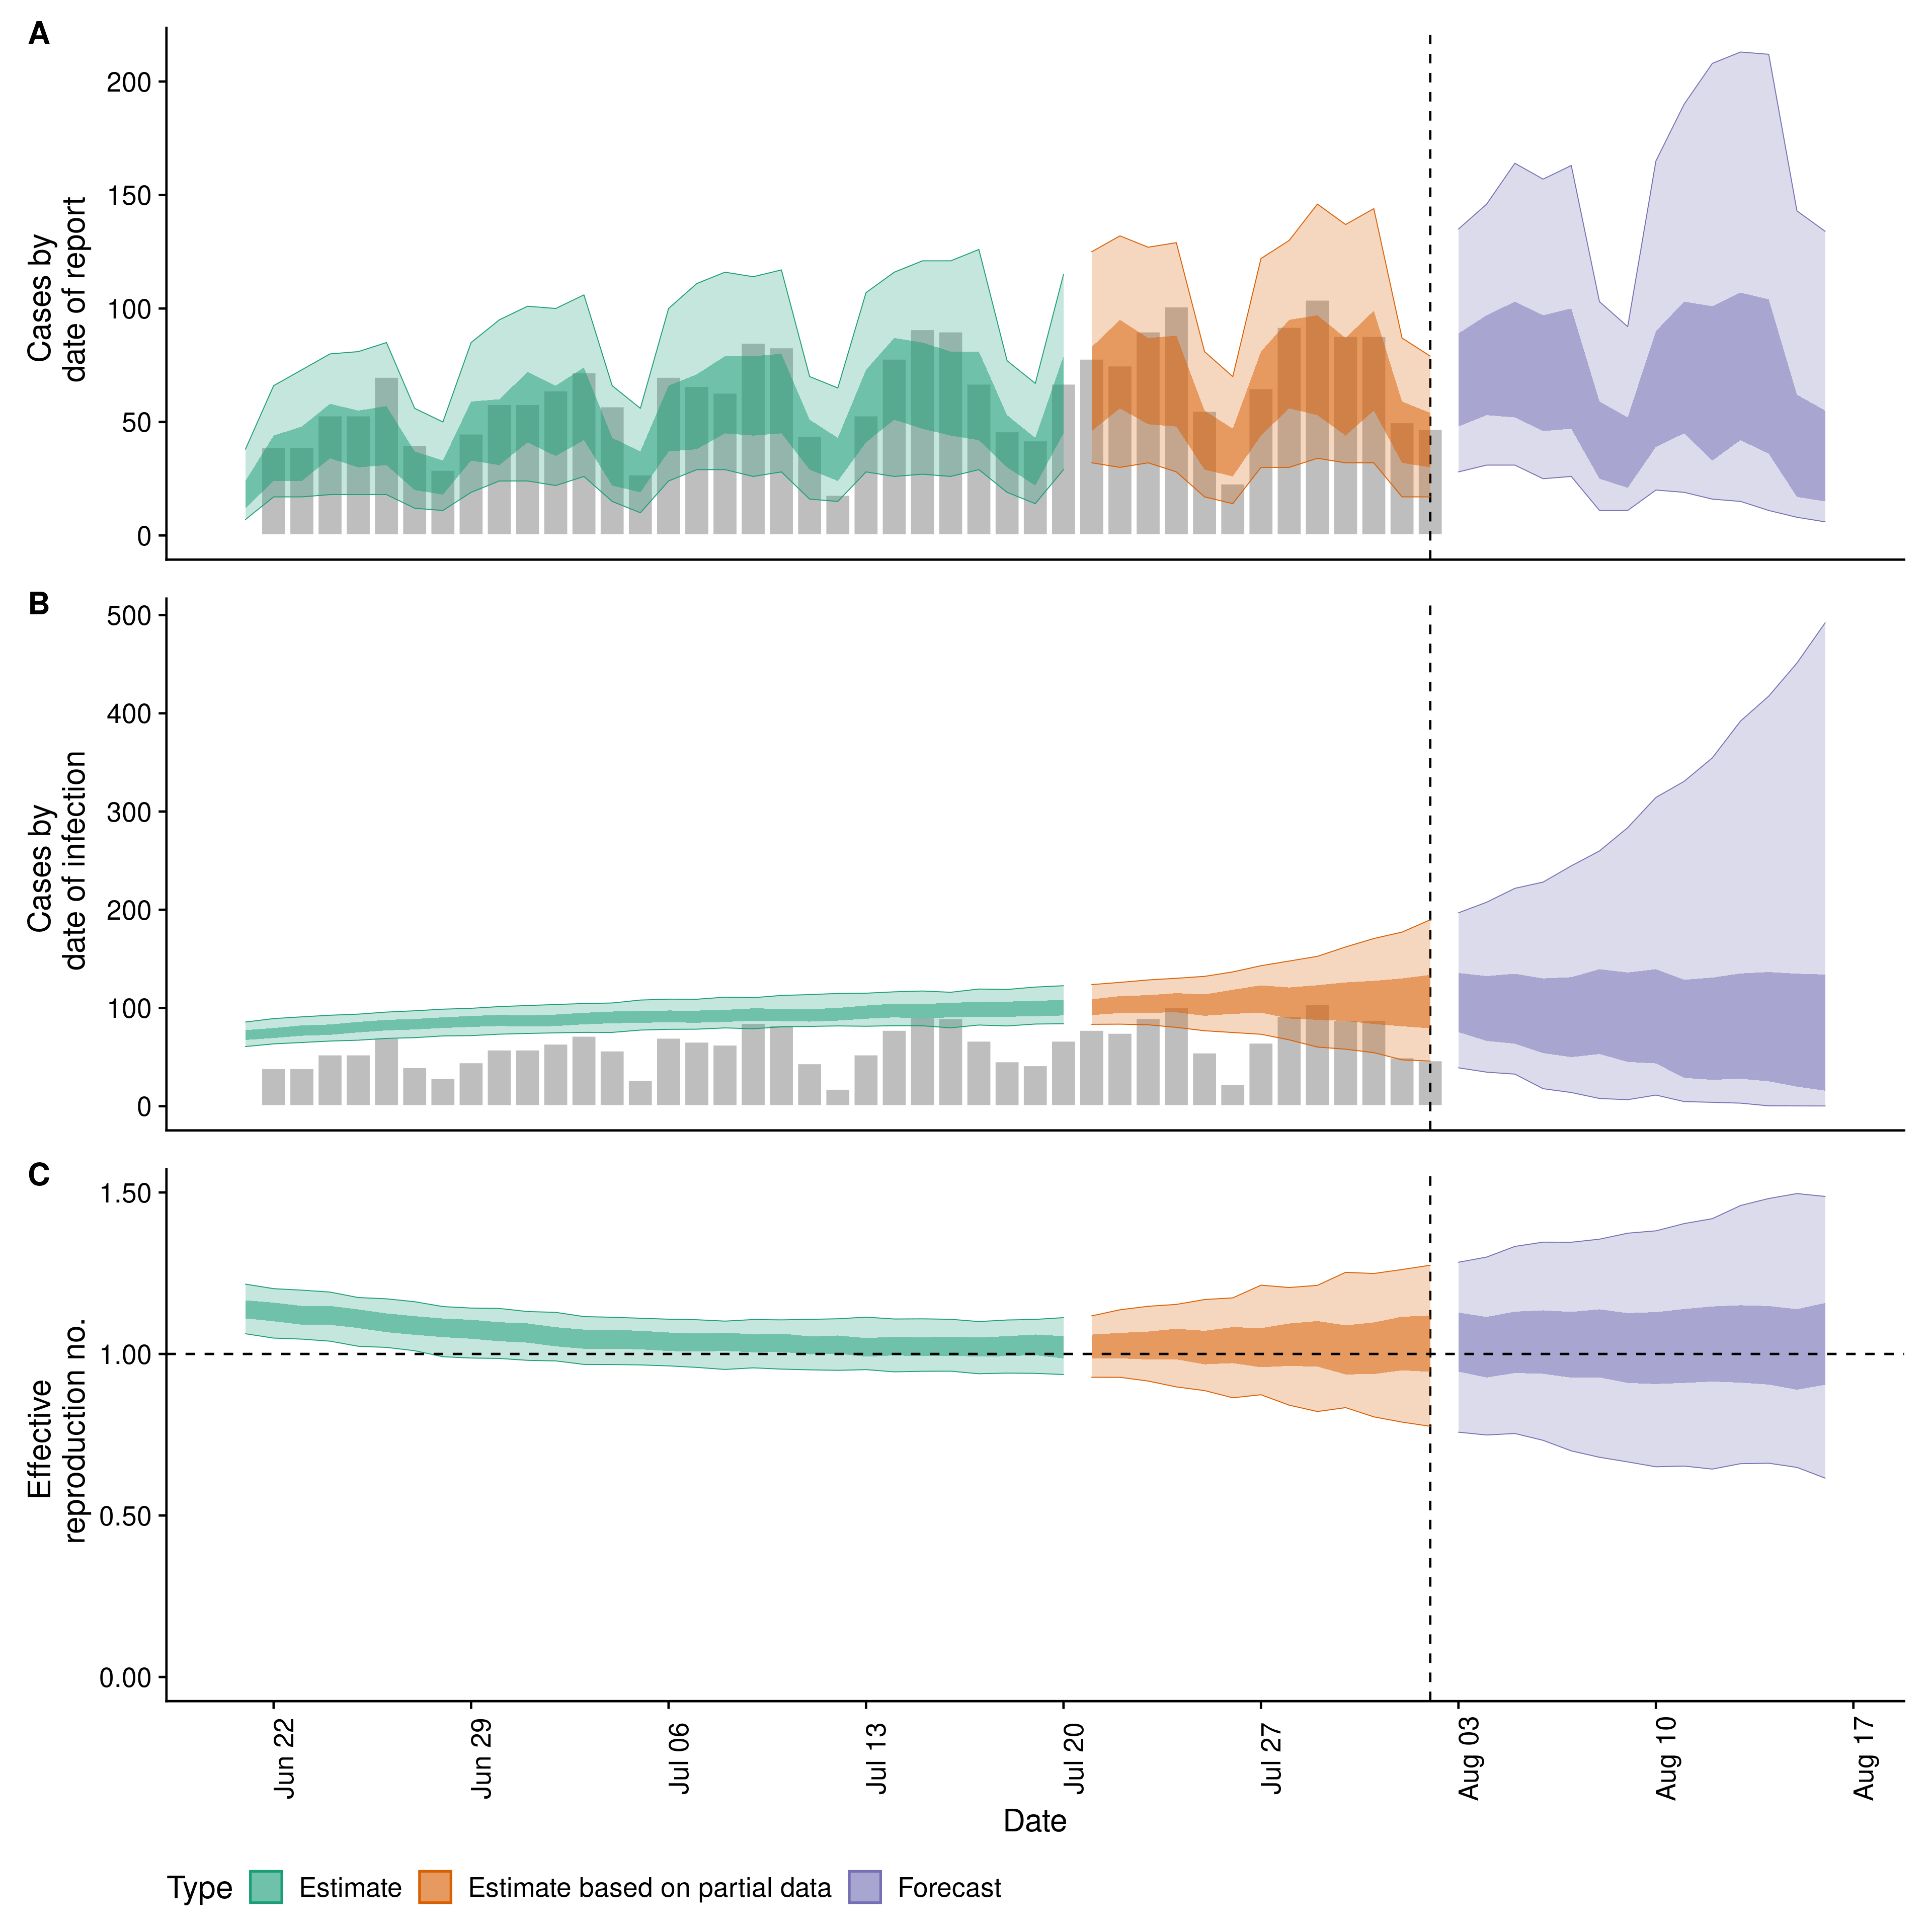 A
Cases by
date of report
200
150
100
50
0
B
Cases by
date of infection
500
400
300
200
100
0
C
Effective
reproduction no.
1.50
1.00
0.50
0.00
Jun 22
Jun 29
Jul 06
Jul 13
Jul 20
Jul 27
Aug 03
Aug 10
Aug 17
Date
Type Estimate Estimate based on partial data Forecast